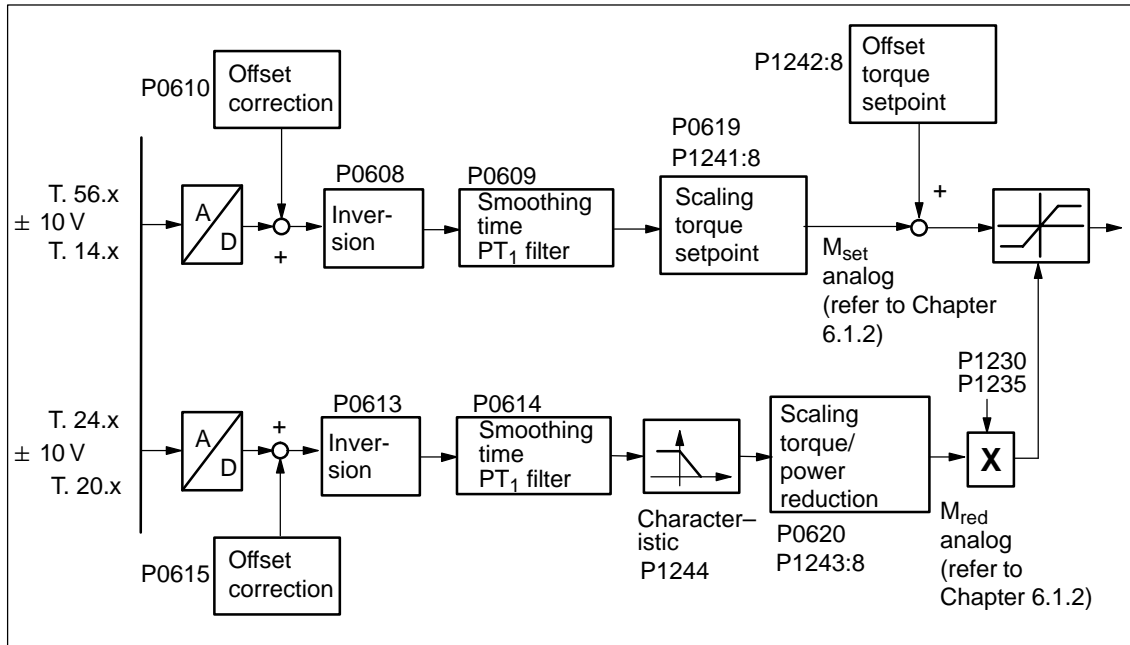 P0610
Offset
correction
P1242:8
Offset
torque
setpoint
T. 56.x
± 10 V
T. 14.x
A
D
+
P0608
Inver-
sion
P0609
Smoothing
time
PT1 filter
P0619
P1241:8
Scaling
torque
setpoint
+
Mset
analog
(refer to Chapter
6.1.2)
T. 24.x
± 10 V
T. 20.x
A
D
+
P0615
Offset
correction
P0613
Inver-
sion
P0614
Smoothing
time
PT1 filter
Character–
istic
P1244
Scaling
torque/
power
reduction
P0620
P1243:8
P1230
P1235
X
Mred
analog
(refer to
Chapter 6.1.2)